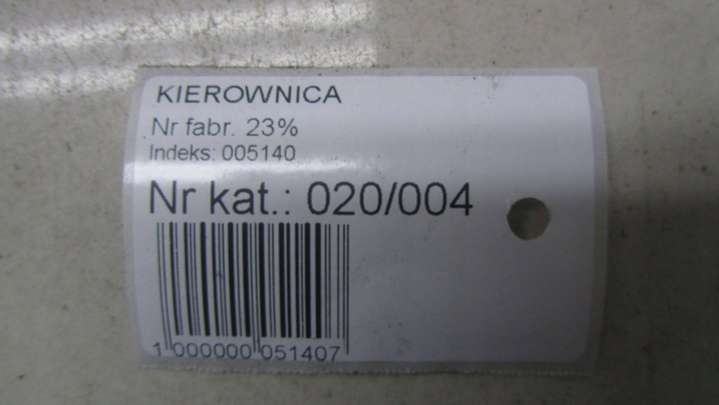 KIEROWNICA
Nr fabr. 23%
Indeks: 005140
Nr kat.: 020/004
1 000000 051407